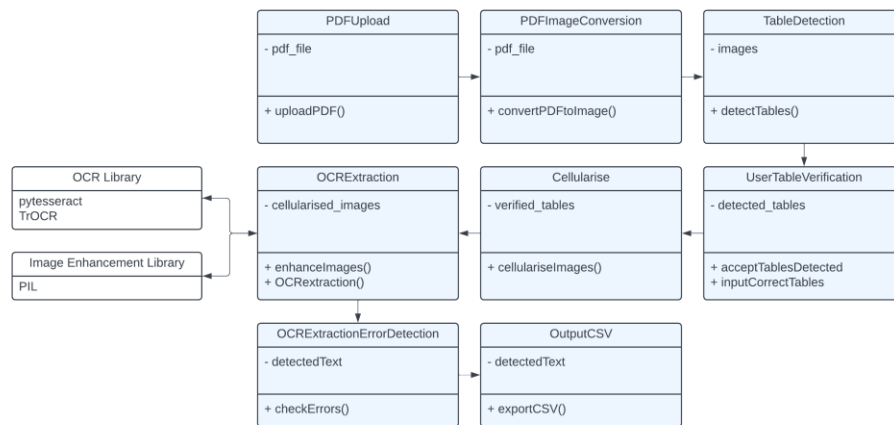 PDFUpload
- pdf_file
+ uploadPDF()
PDFImageConversion
- pdf_file
+ convertPDFtoImage()
TableDetection
- images
+ detectTables()
OCR Library
pytesseract
TrOCR
Image Enhancement Library
PIL
OCRExtraction
- cellularised_images
+ enhanceImages()
+ OCRextraction()
Cellularise
- verified_tables
+ cellulariseImages()
UserTableVerification
- detected_tables
+ acceptTablesDetected
+ inputCorrectTables
OCRExtractionErrorDetection
- detectedText
+ checkErrors()
OutputCSV
- detectedText
+ exportCSV()